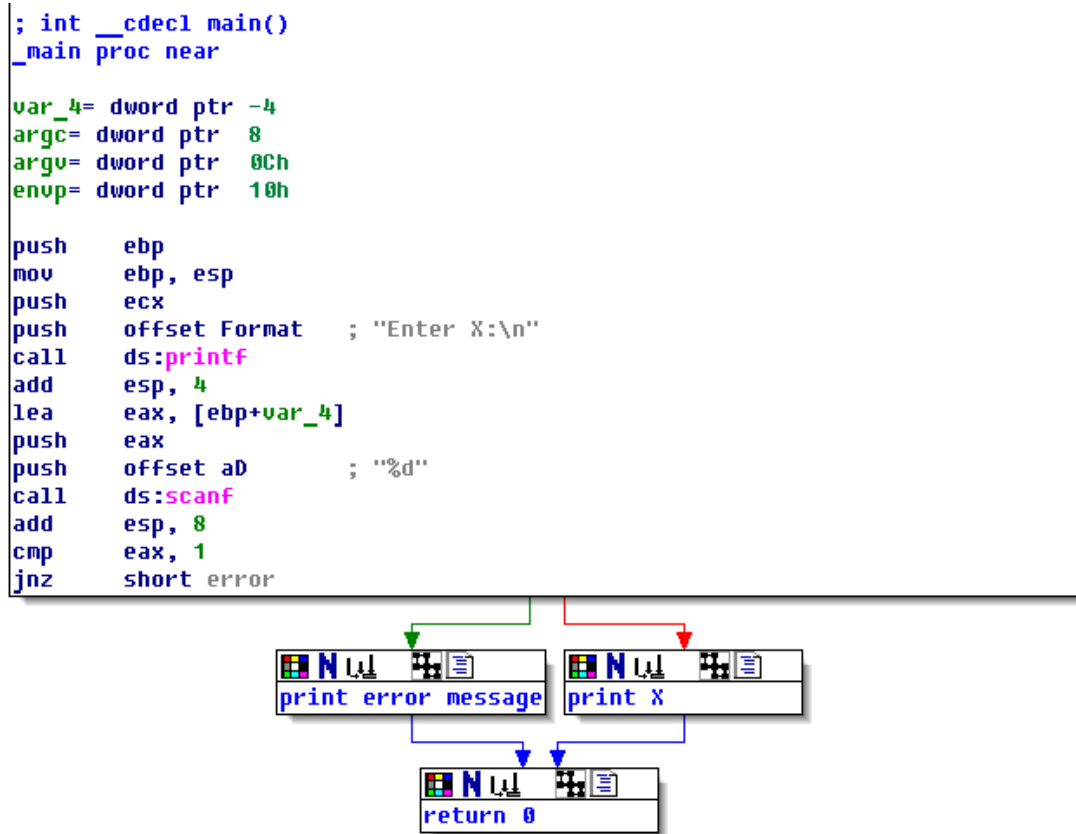 ; int __cdecl main()
_main proc near
var_4= dword ptr -4
argc= dword ptr  8
argv= dword ptr  0Ch
envp= dword ptr  10h
push    ebp
mov     ebp, esp
push    ecx
push    offset Format   ; "Enter X:\n"
call    ds:printf
add     esp, 4
lea     eax, [ebp+var_4]
push    eax
push    offset aD       ; "%d"
call    ds:scanf
add     esp, 8
cmp     eax, 1
jnz     short error
print error message
print X
return 0